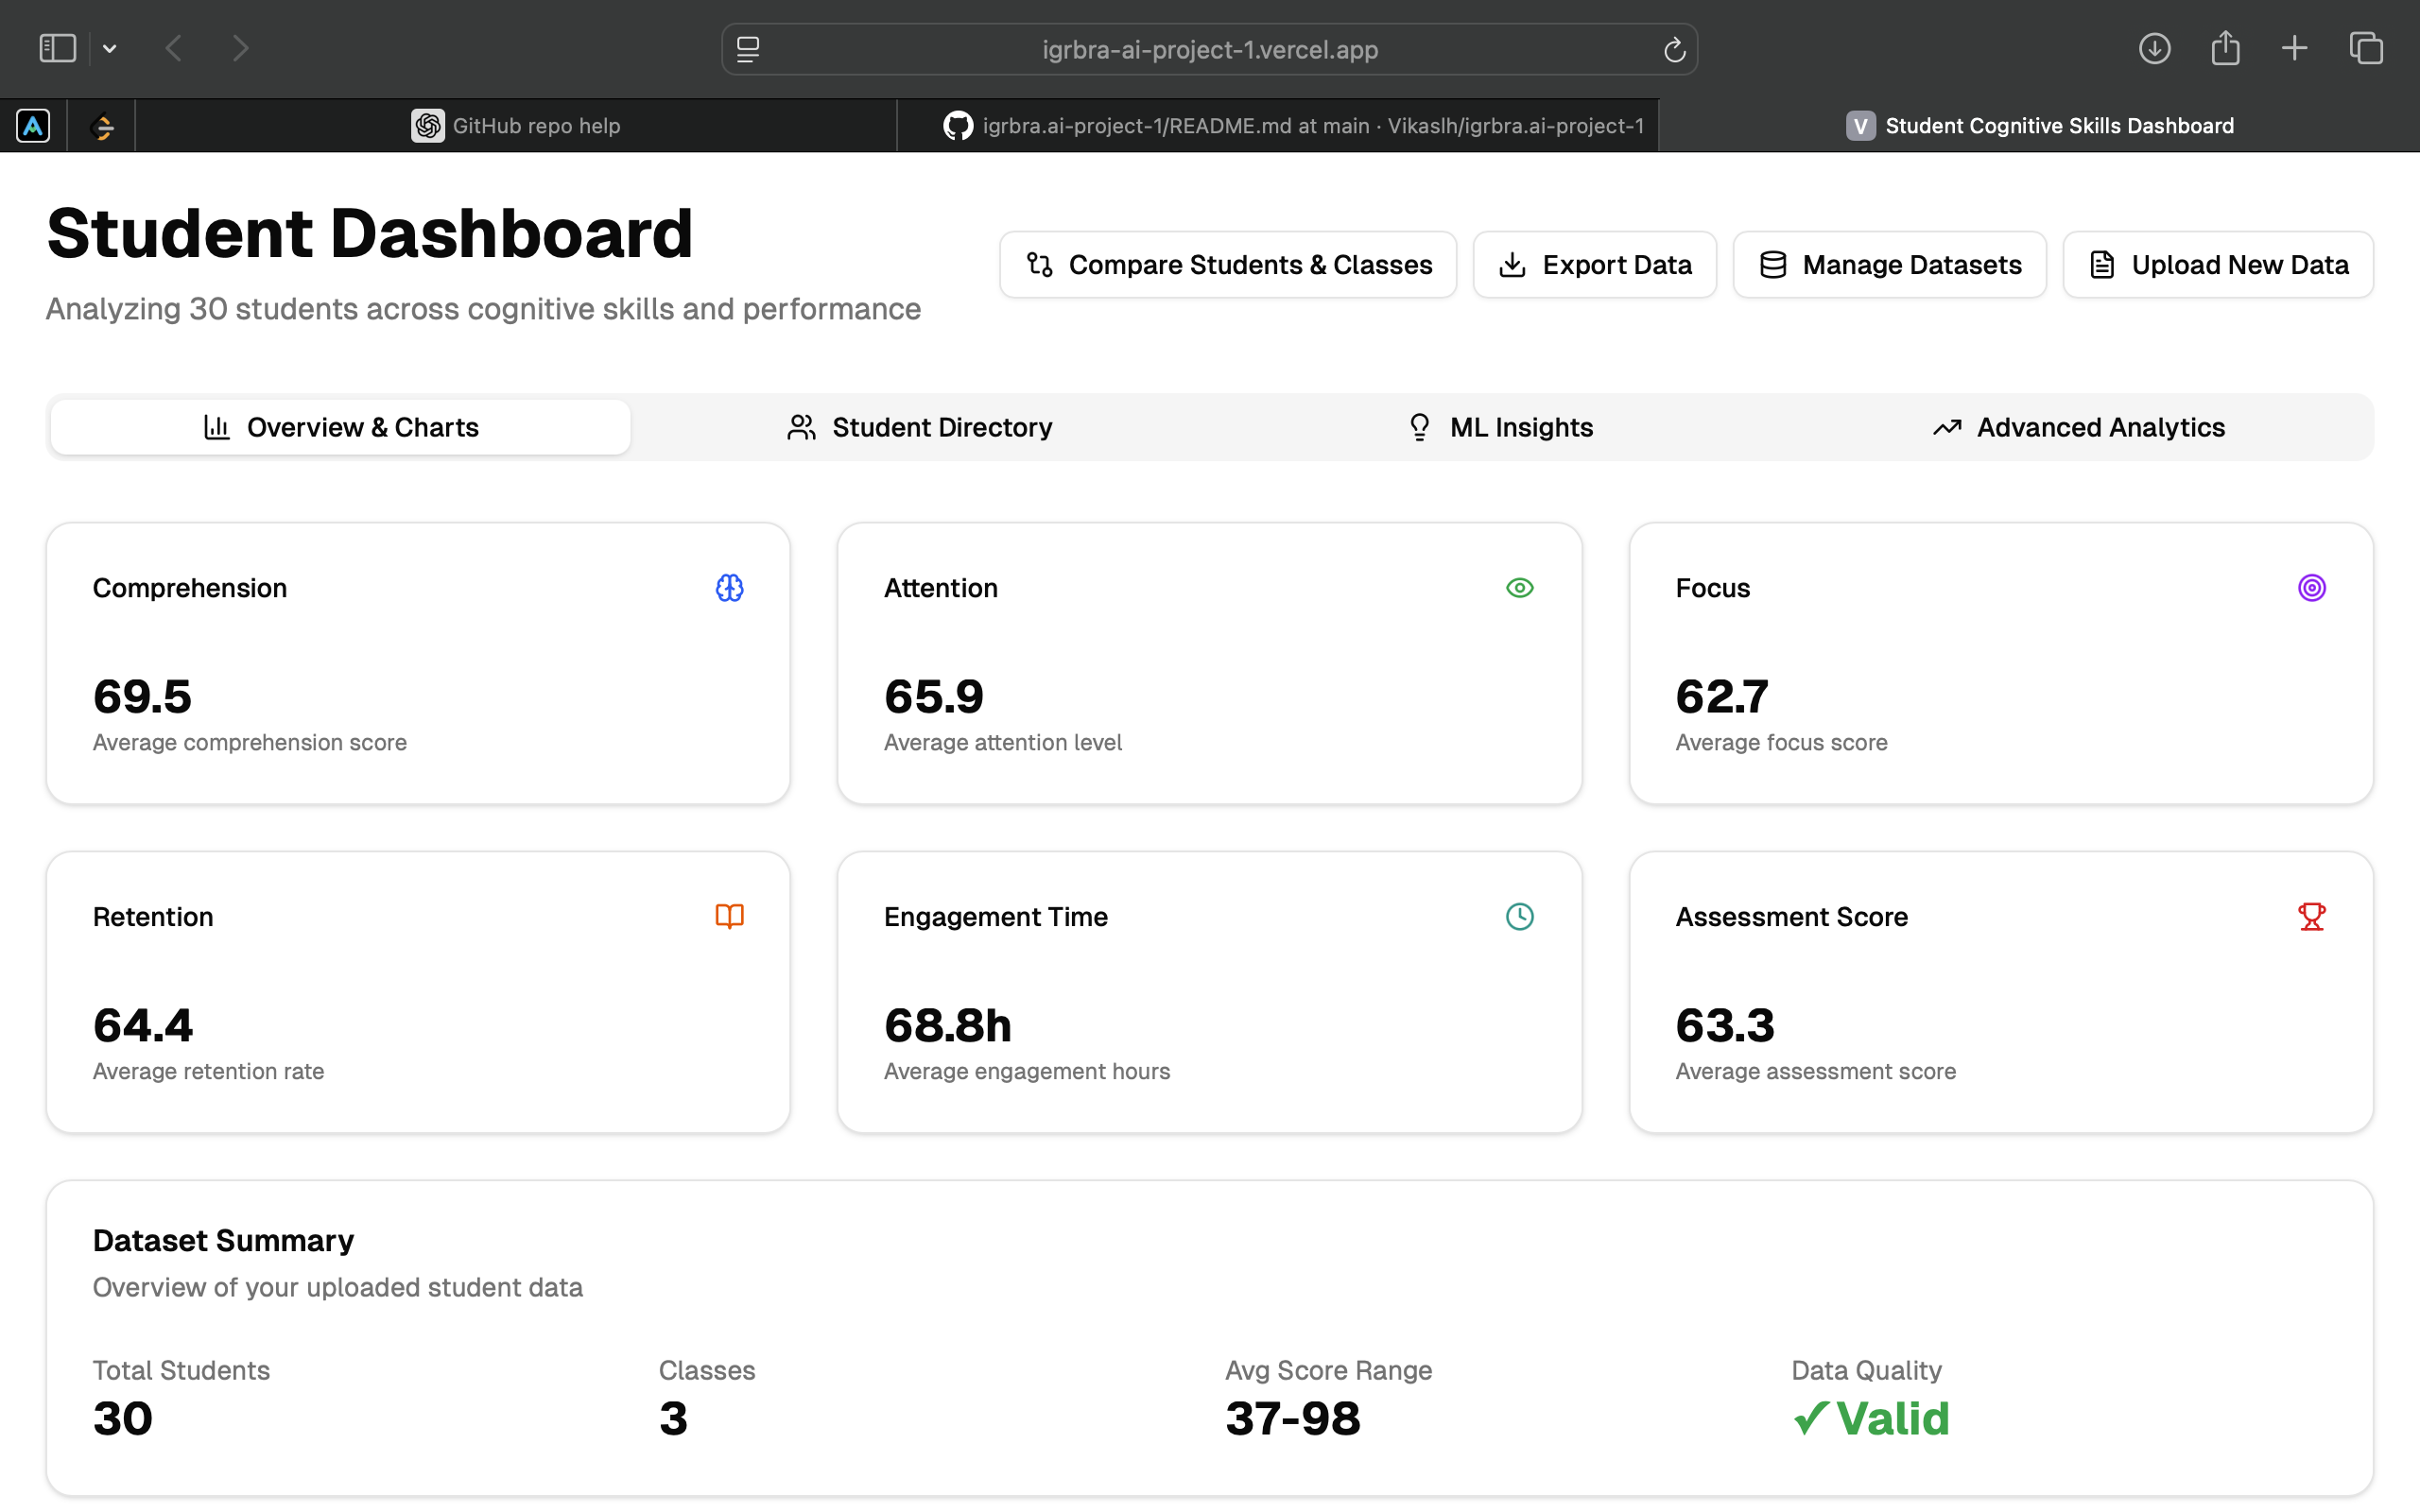 igrbra-ai-project-1.vercel.app
GitHub repo help
igrbra.ai-project-1/README.md at main · Vikaslh/igrbra.ai-project-1
V Student Cognitive Skills Dashboard
Student Dashboard
Analyzing 30 students across cognitive skills and performance
Compare Students & Classes
Export Data
Manage Datasets
Upload New Data
Overview & Charts
Student Directory
ML Insights
Advanced Analytics
Comprehension
69.5
Average comprehension score
Attention
65.9
Average attention level
Focus
62.7
Average focus score
Retention
64.4
Average retention rate
Engagement Time
68.8h
Average engagement hours
Assessment Score
63.3
Average assessment score
Dataset Summary
Overview of your uploaded student data
Total Students
30
Classes
3
Avg Score Range
37-98
Data Quality
✓Valid